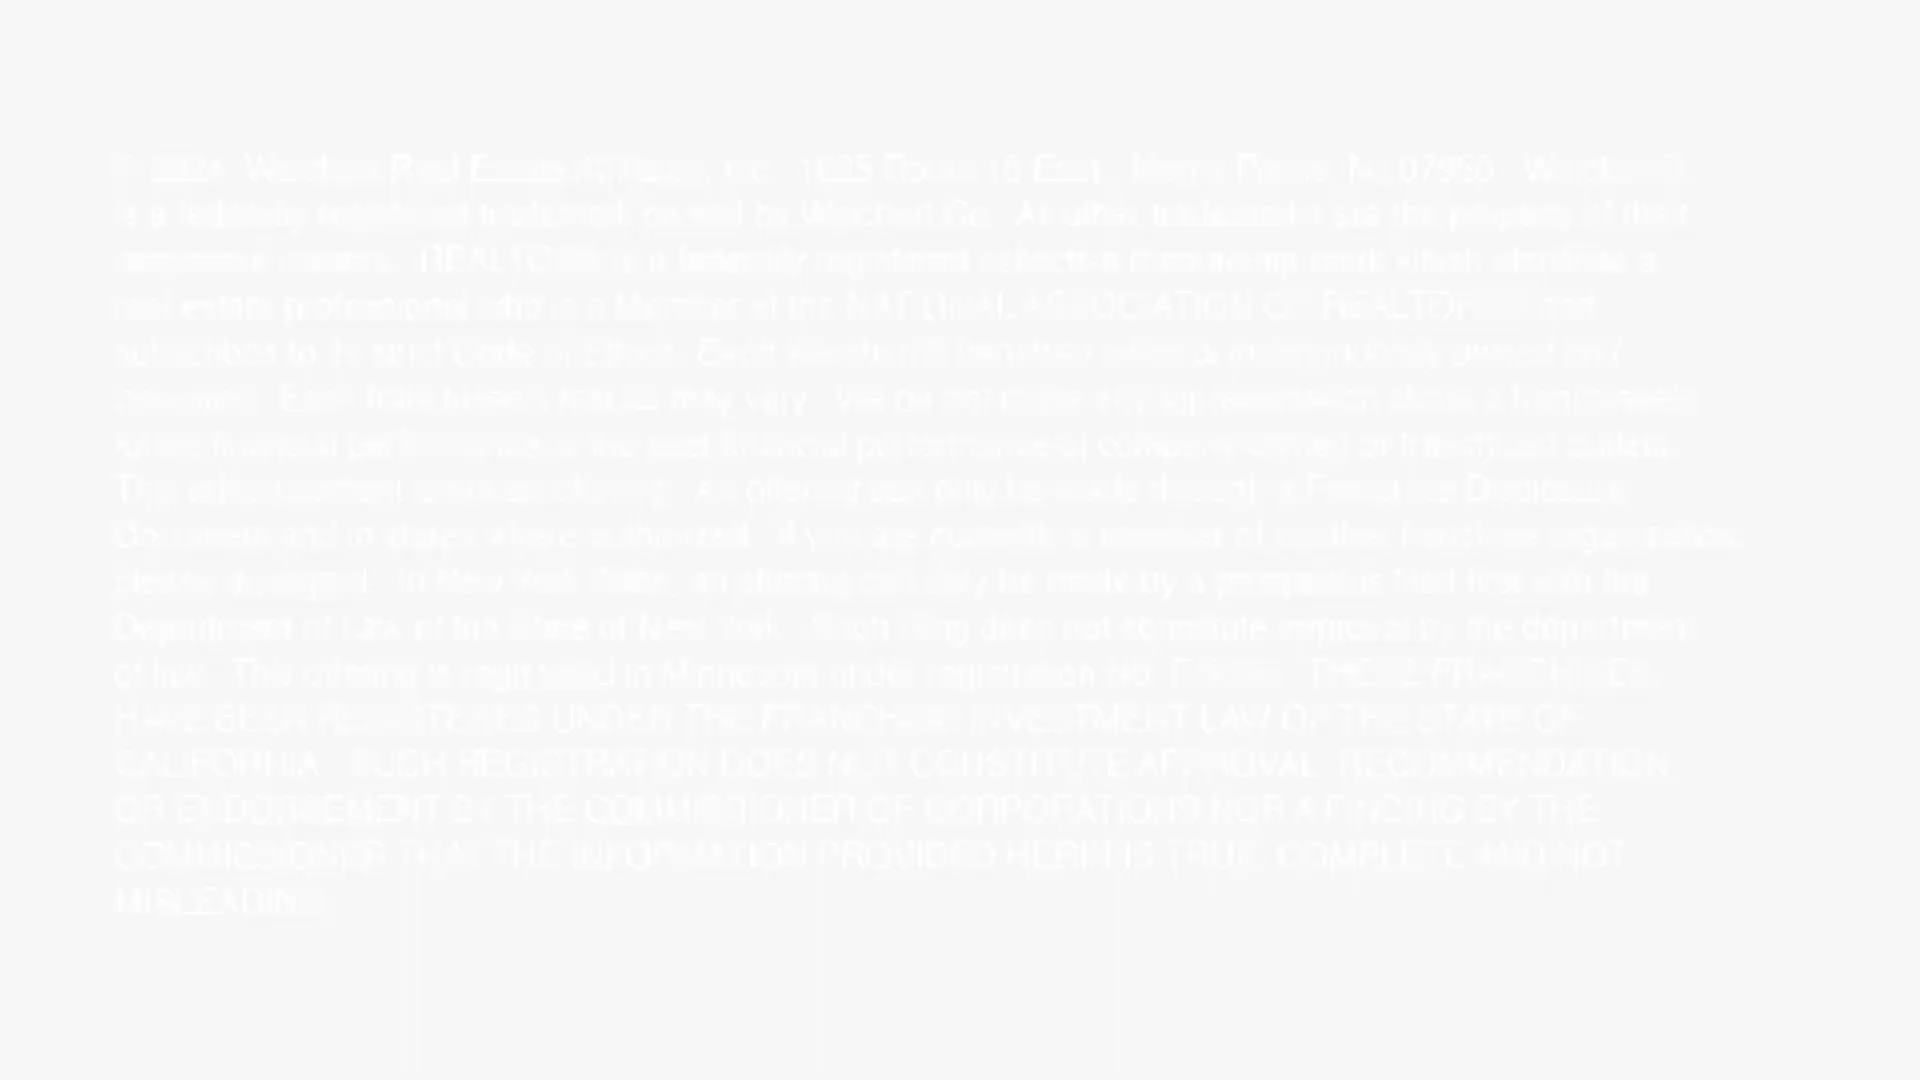 © 2021 Weichert Real Estate Affiliates, Inc. 1625 Route 10 East, Morris Plains, NJ 07950. Weichert®
is a federally registered trademark owned by Weichert Co. All other trademarks are the property of their
respective owners. REALTOR® is a federally registered collective membership mark which identifies a
real estate professional who is a Member of the NATIONAL ASSOCIATION OF REALTORS® and
subscribes to its strict Code of Ethics. Each Weichert® franchised office is independently owned and
operated. Each franchisee's results may vary. We do not make any representation about a
future financial performance or the past financial performance of company-owned or franchised outlets.
This advertisement is not an offering. An offering can only be made through a Franchise Disclosure
Document and in states where authorized. If you are currently a member of another franchise organization,
please disregard. In New York State, an offering can only be made by a prospectus filed first with the
Department of Law of the State of New York. Such filing does not constitute approval by the department
of law. This offering is registered in Minnesota under registration No. THESE FRANCHISES
HAVE BEEN REGISTERED UNDER THE FRANCHISE INVESTMENT LAW OF THE STATE OF
CALIFORNIA. SUCH REGISTRATION DOES NOT CONSTITUTE APPROVAL, RECOMMENDATION
OR ENDORSEMENT BY THE COMMISSIONER OF CORPORATIONS NOR A FINDING BY THE
COMMISSIONER THAT THE INFORMATION PROVIDED HERIN IS TRUE, COMPLETE AND NOT
MISLEADING.